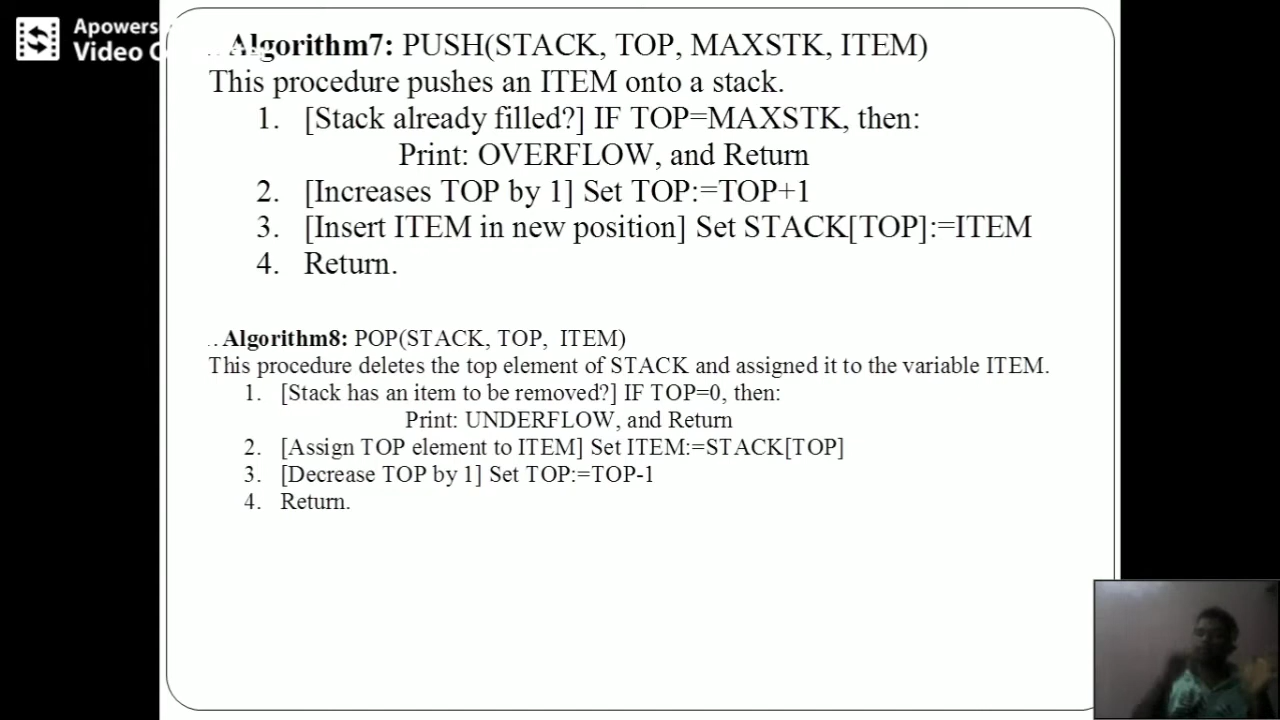 Apowers
Video C
Algorithm7: PUSH(STACK, TOP, MAXSTK, ITEM)
This procedure pushes an ITEM onto a stack.
1. [Stack already filled?] IF TOP=MAXSTK, then:
Print: OVERFLOW, and Return
2. [Increases TOP by 1] Set TOP:=TOP+1
3. [Insert ITEM in new position] Set STACK[TOP]:=ITEM
4. Return.
Algorithm8: POP(STACK, TOP, ITEM)
This procedure deletes the top element of STACK and assigned it to the variable ITEM.
1. [Stack has an item to be removed?] IF TOP=0, then:
Print: UNDERFLOW, and Return
2. [Assign TOP element to ITEM] Set ITEM:=STACK[TOP]
3. [Decrease TOP by 1] Set TOP:=TOP-1
4. Return.